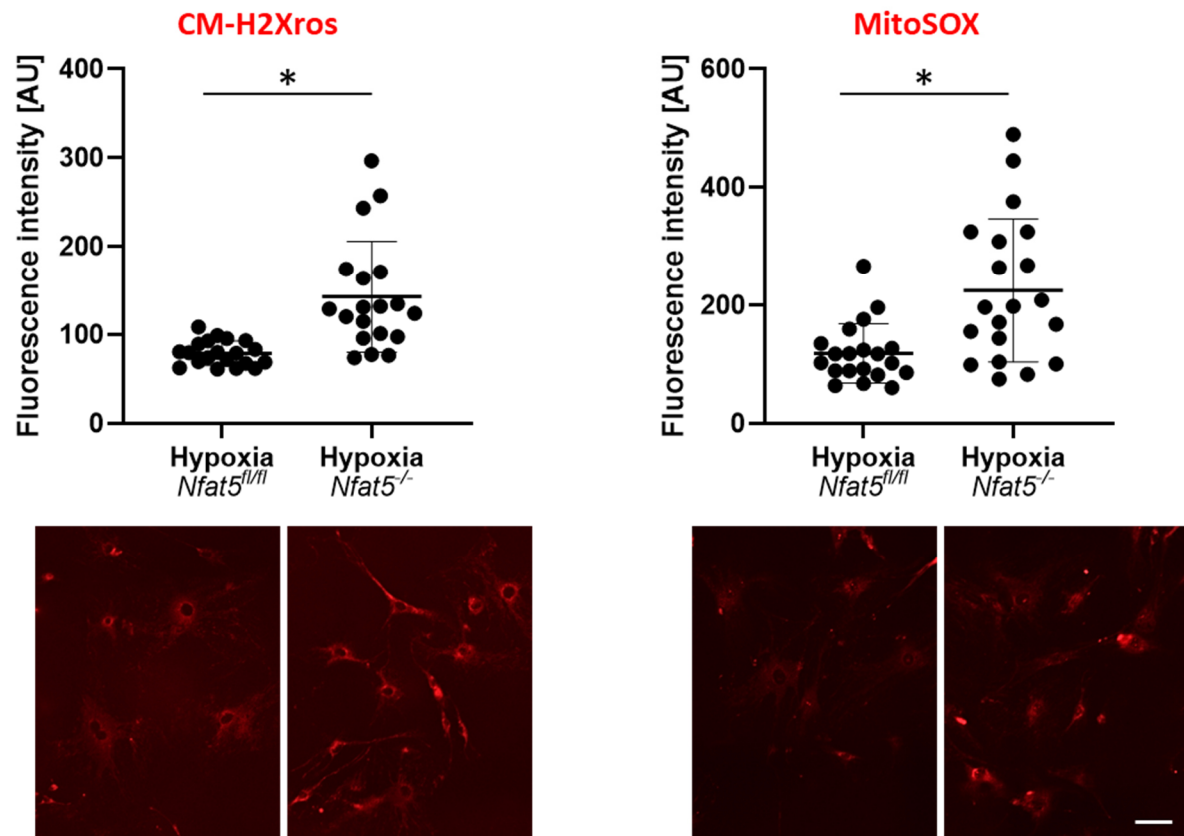 CM-H2Xros
Fluorescence intensity [AU]
400
300
200
100
0
*
Hypoxia
Nfat5fl/fl
Hypoxia
Nfat5-/-
MitoSOX
Fluorescence intensity [AU]
600
400
200
0
*
Hypoxia
Nfat5fl/fl
Hypoxia
Nfat5-/-